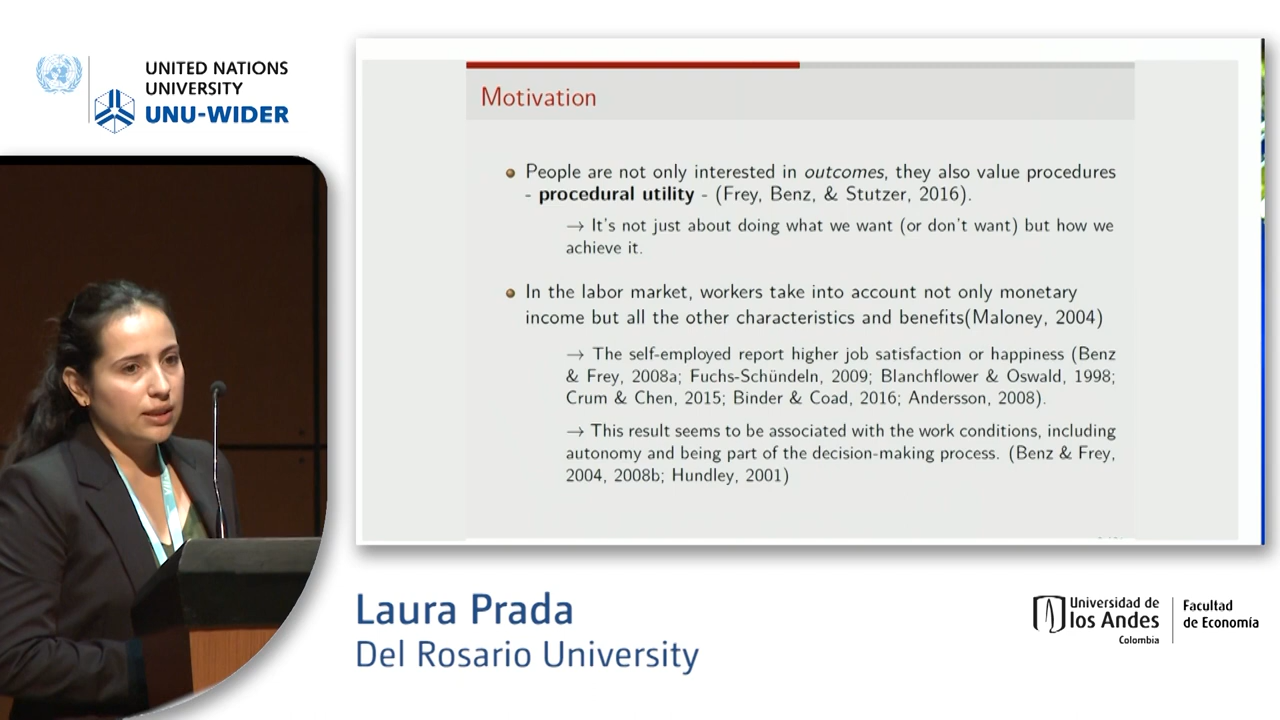 UNITED NATIONS
UNIVERSITY
UNU-WIDER
Motivation
People are not only interested in outcomes, they also value procedures
- procedural utility - (Frey, Benz, & Stutzer, 2016).
→ It's not just about doing what we want (or don't want) but how we
achieve it.
In the labor market, workers take into account not only monetary
income but all the other characteristics and benefits(Maloney, 2004)
→ The self-employed report higher job satisfaction or happiness (Benz
& Frey, 2008a; Fuchs-Schündeln, 2009; Blanchflower & Oswald, 1998;
Crum & Chen, 2015; Binder & Coad, 2016; Andersson, 2008).
→ This result seems to be associated with the work conditions, including
autonomy and being part of the decision-making process. (Benz & Frey,
2004, 2008b; Hundley, 2001)
Laura Prada
Del Rosario University
Universidad de
los Andes
Colombia
Facultad
de Economía